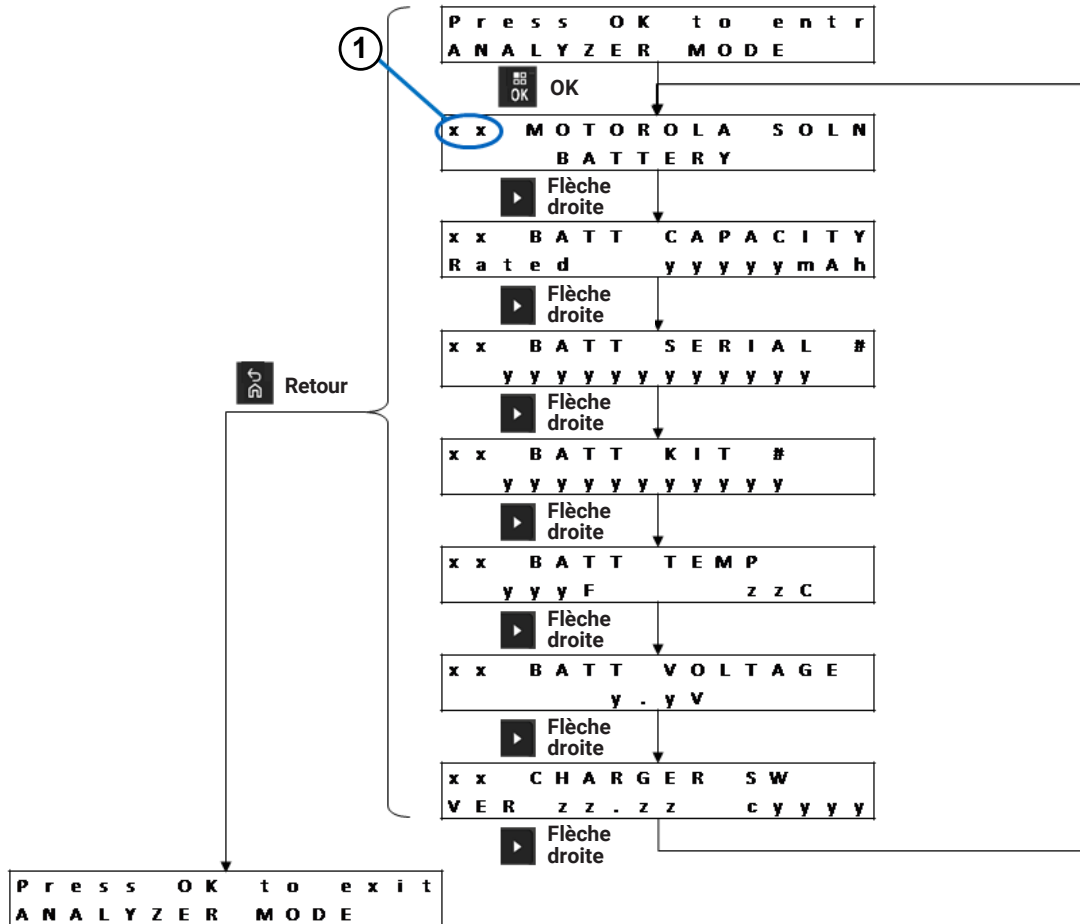 Press OK to entr
ANALYZER MODE
1
OK
OK
xx MOTOROLA SOLN
BATTERY
Flèche
droite
xx BATT CAPACITY
Rated yyyyymAh
Flèche
droite
xx BATT SERIAL #
yyyyyyyyyyyy
Flèche
droite
Retour
xx BATT KIT #
yyyyyyyyyyy
Flèche
droite
xx BATT TEMP
yyyF zzC
Flèche
droite
xx BATT VOLTAGE
y.yV
Flèche
droite
xx CHARGER SW
VER zz.zz cyyyy
Flèche
droite
Press OK to exit
ANALYZER MODE